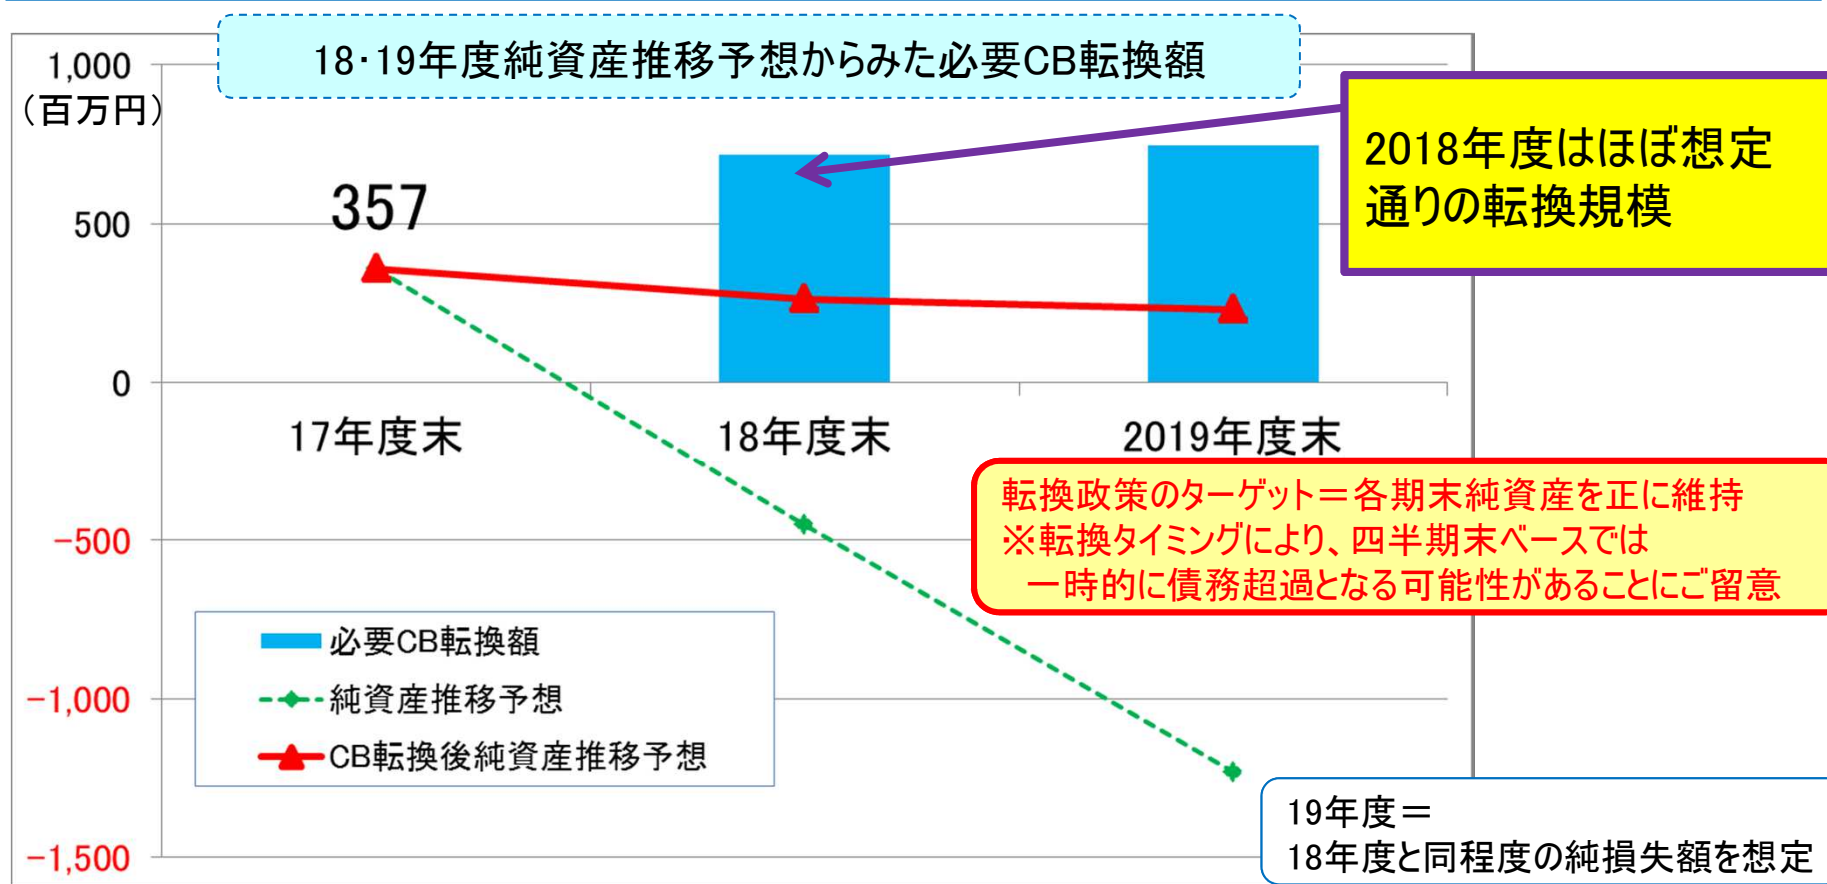 18・19年度純資産推移予想からみた必要CB転換額
1,000
（百万円）
2018年度はほぼ想定
通りの転換規模
357
500
0
17年度末
18年度末
2019年度末
転換政策のターゲット＝各期末純資産を正に維持
※転換タイミングにより、四半期末ベースでは
一時的に債務超過となる可能性があることにご留意
−500
必要CB転換額
純資産推移予想
CB転換後純資産推移予想
−1,000
19年度＝
18年度と同程度の純損失額を想定
−1,500